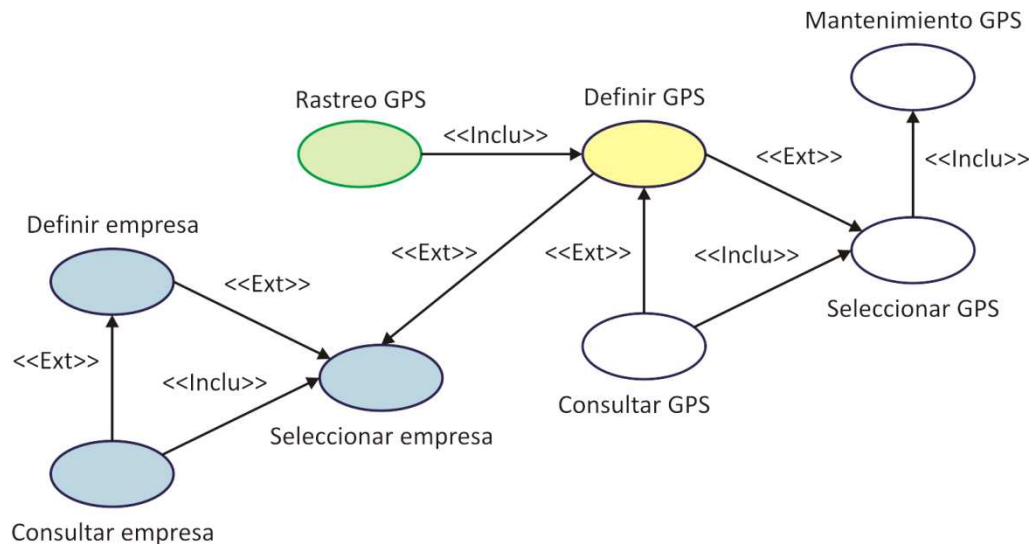 Mantenimiento GPS
Rastreo GPS
Definir GPS
<<Inclu>>
<<Ext>>
<<Inclu>>
Definir empresa
<<Ext>>
<<Ext>>
<<Ext>>
<<Inclu>>
Seleccionar GPS
<<Ext>>
<<Inclu>>
Consultar GPS
Seleccionar empresa
Consultar empresa